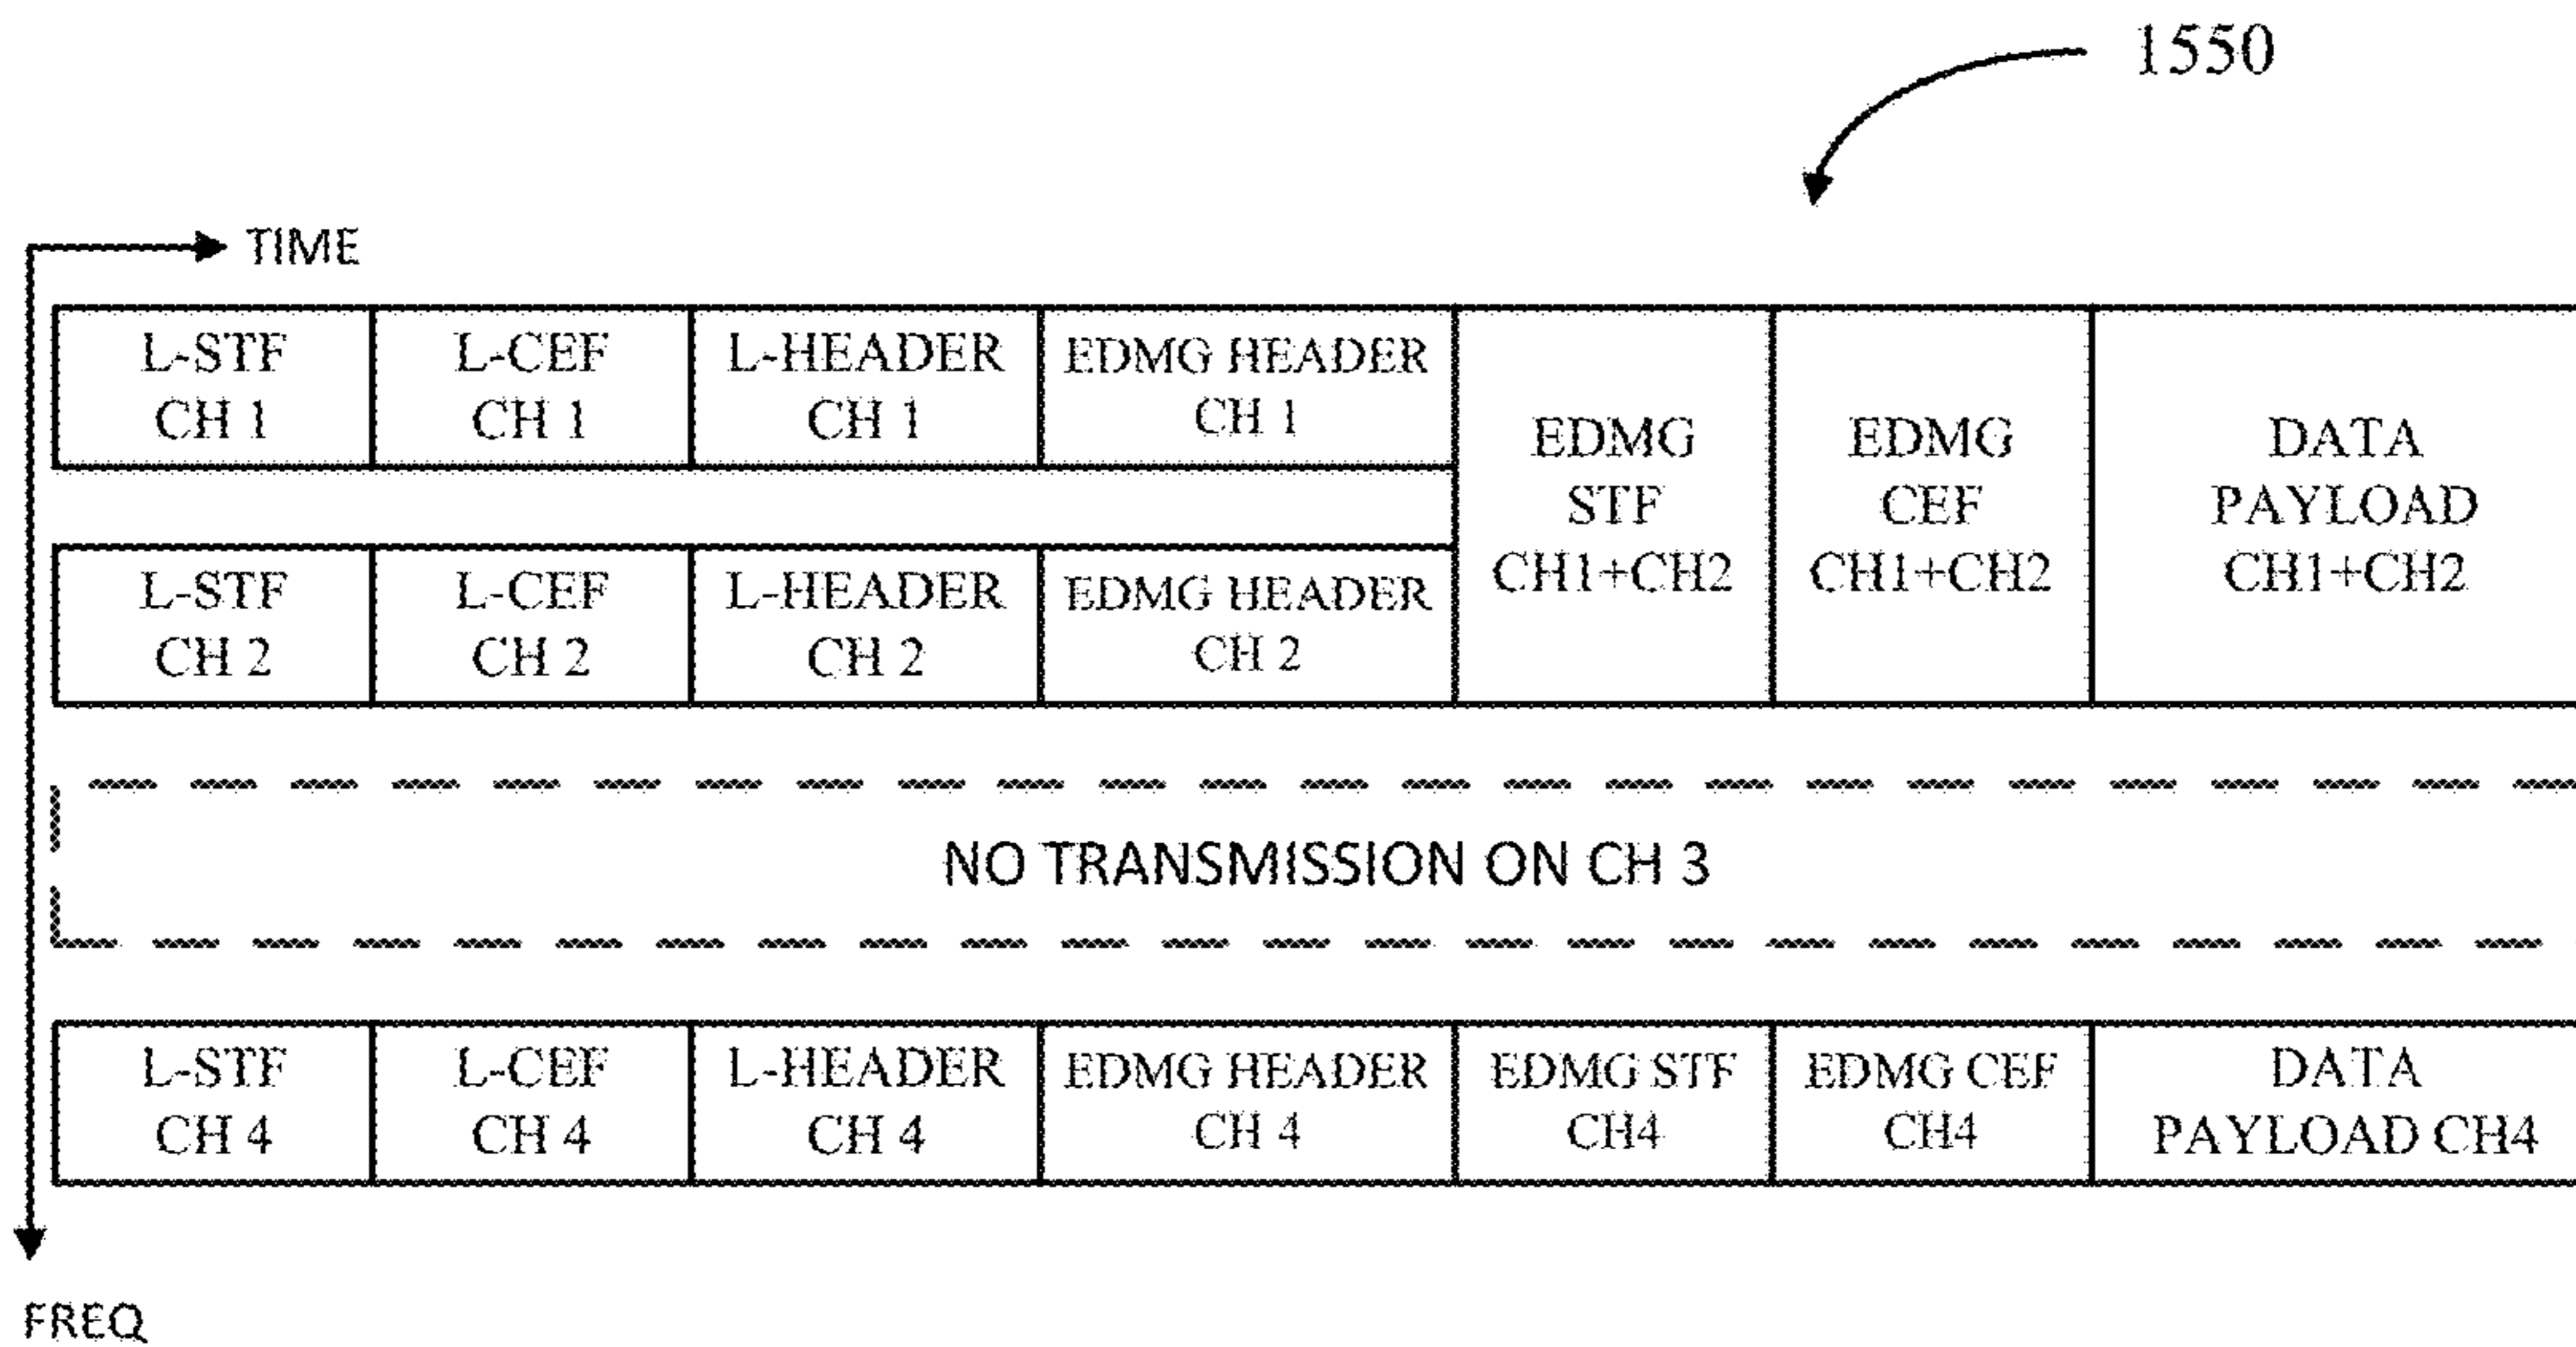 1550
TIME
L-STF
CH 1
L-CEF
CH 1
L-HEADER
CH 1
EDMG HEADER
CH 1
EDMG
STF
CH1+CH2
EDMG
CEF
CH1+CH2
DATA
PAYLOAD
CH1+CH2
L-STF
CH 2
L-CEF
CH 2
L-HEADER
CH 2
EDMG HEADER
CH 2
NO TRANSMISSION ON CH 3
L-STF
CH 4
L-CEF
CH 4
L-HEADER
CH 4
EDMG HEADER
CH 4
EDMG STF
CH4
EDMG CEF
CH4
DATA
PAYLOAD CH4
FREQ